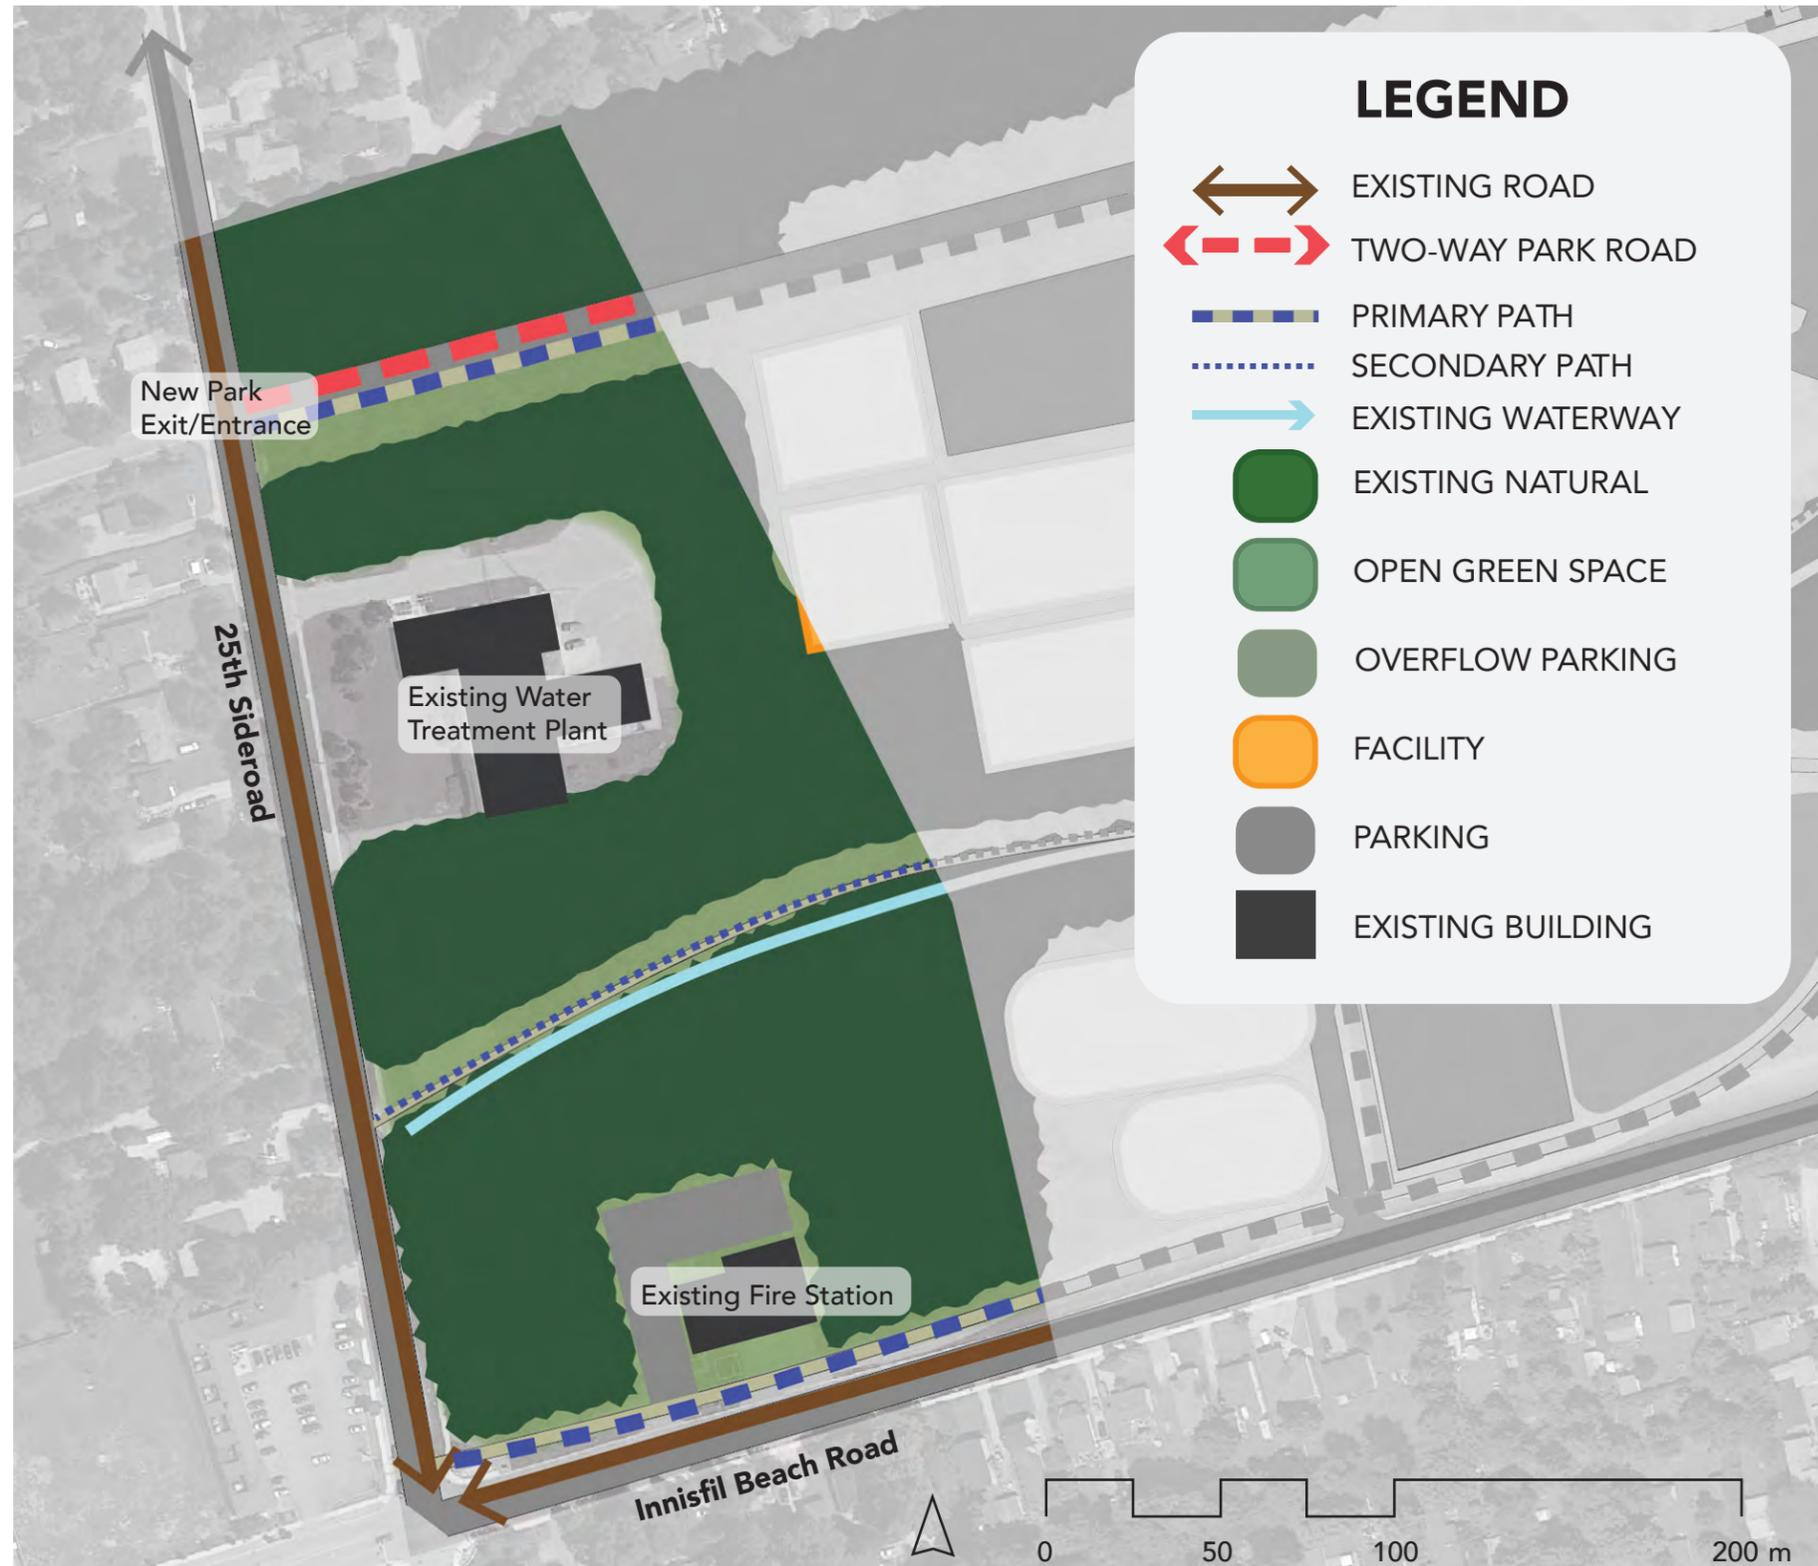 LEGEND
EXISTING ROAD
TWO-WAY PARK ROAD
PRIMARY PATH
SECONDARY PATH
EXISTING WATERWAY
EXISTING NATURAL
OPEN GREEN SPACE
OVERFLOW PARKING
FACILITY
PARKING
EXISTING BUILDING
New Park
Exit/Entrance
25th Sideroad
Existing Water
Treatment Plant
Existing Fire Station
Innisfil Beach Road
0 50 100 200 m